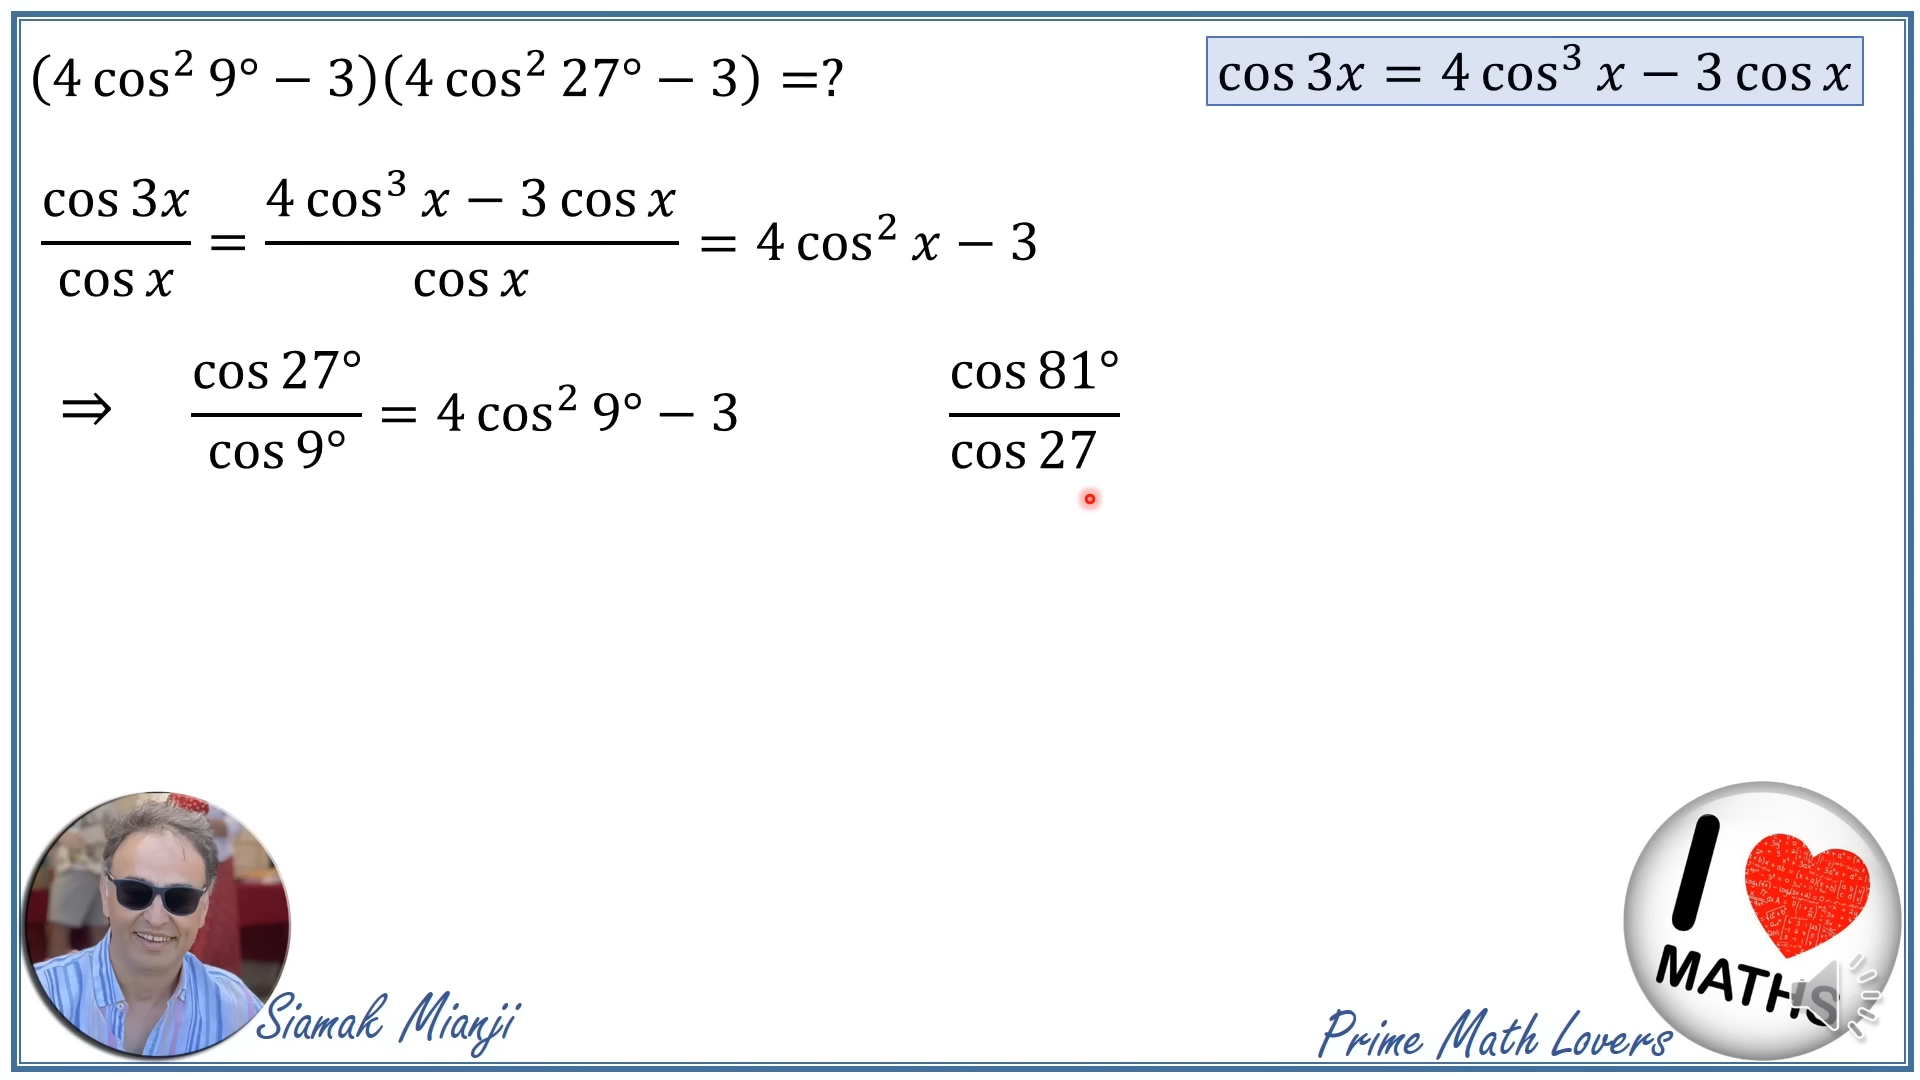 (4 cos² 9° − 3)(4 cos² 27° − 3) =?
cos 3x = 4 cos³ x − 3 cos x
cos 3x / cos x = 4 cos³ x − 3 cos x / cos x = 4 cos² x − 3
⇒ cos 27° / cos 9° = 4 cos² 9° − 3
cos 81° / cos 27
I
MATHS
Siamak Mianji
Prime Math Lovers